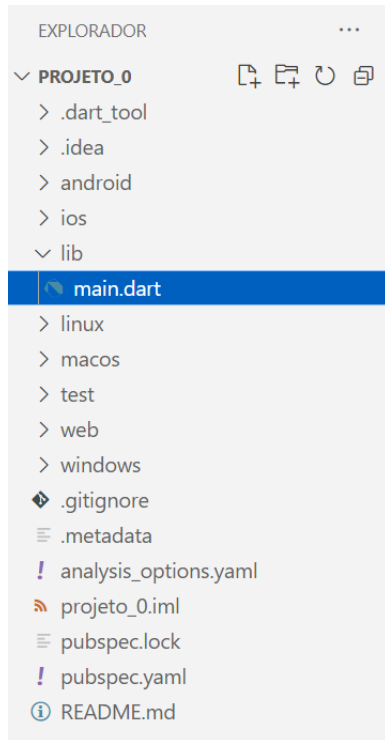 EXPLORADOR
PROJETO_0
.dart_tool
.idea
android
ios
lib
main.dart
linux
macos
test
web
windows
.gitignore
.metadata
analysis_options.yaml
projeto_0.iml
pubspec.lock
pubspec.yaml
README.md